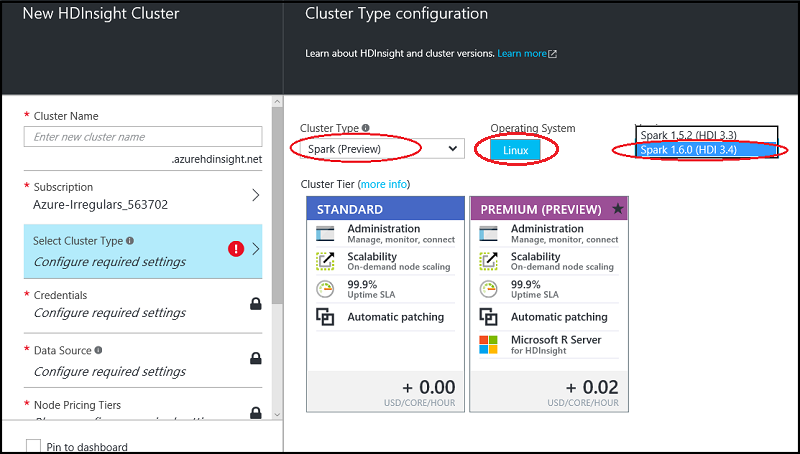 New HDInsight Cluster
Cluster Type configuration
Learn about HDInsight and cluster versions. Learn more
* Cluster Name
Enter new cluster name
.azurehdinsight.net
* Subscription
Azure-Irregulars_563702
Select Cluster Type
Configure required settings
* Credentials
Configure required settings
* Data Source
Configure required settings
* Node Pricing Tiers
Pin to dashboard
Cluster Type
Spark (Preview)
Operating System
Linux
Spark 1.5.2 (HDI 3.3)
Spark 1.6.0 (HDI 3.4)
Cluster Tier (more info)
STANDARD
Administration
Manage, monitor, connect
Scalability
On-demand node scaling
99.9%
Uptime SLA
Automatic patching
+ 0.00
USD/CORE/HOUR
PREMIUM (PREVIEW)
Administration
Manage, monitor, connect
Scalability
On-demand node scaling
99.9%
Uptime SLA
Automatic patching
Microsoft R Server
for HDInsight
+ 0.02
USD/CORE/HOUR